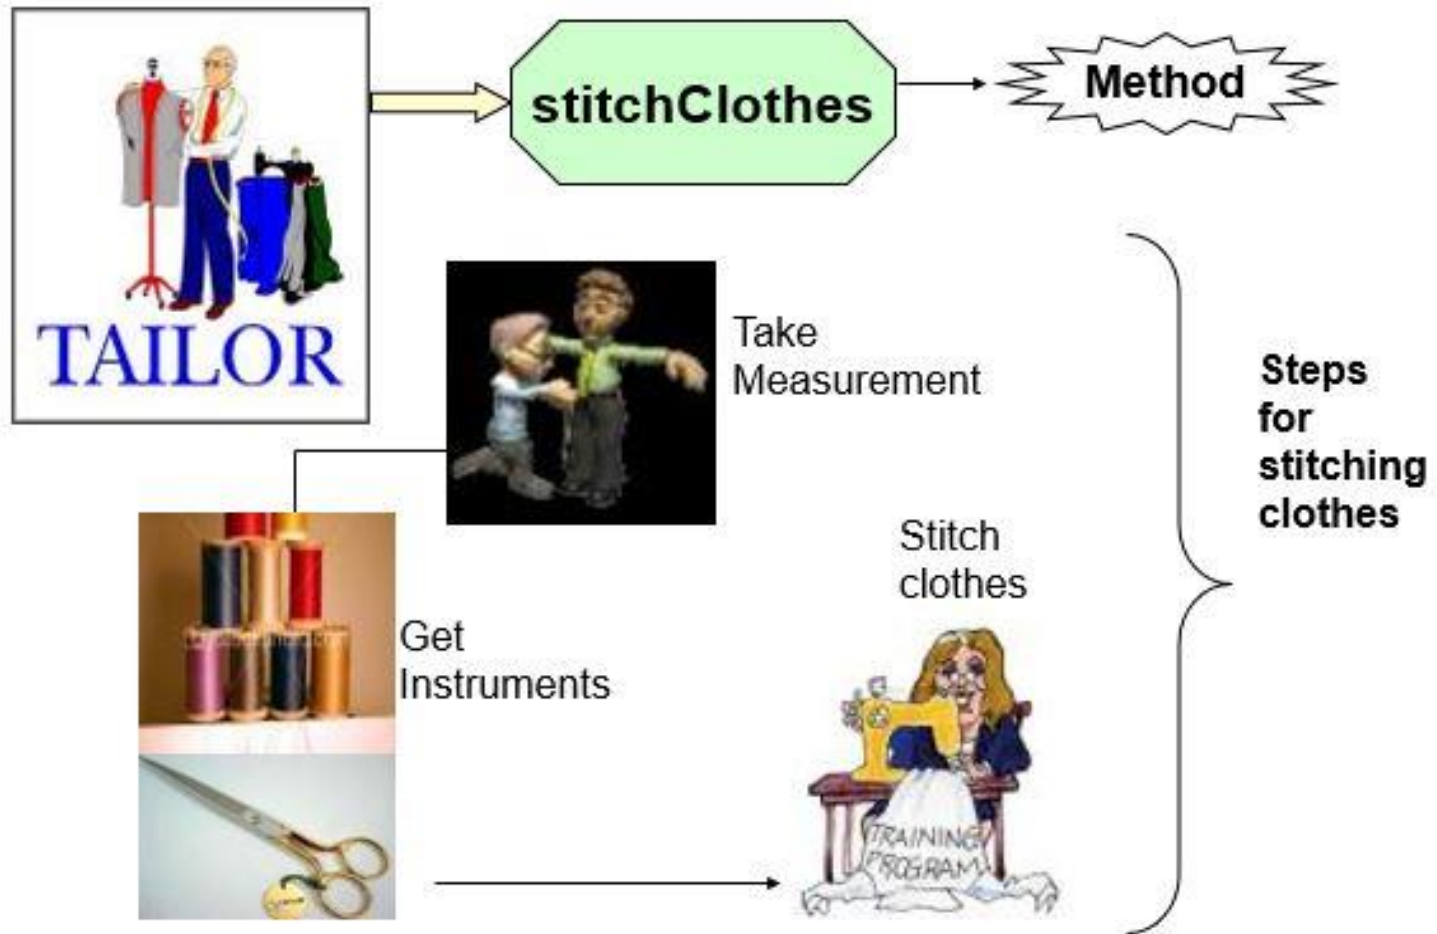 stitchClothes
Method
TAILOR
Take
Measurement
Steps
for
stitching
clothes
Stitch
clothes
Get
Instruments
TRAINING
PROGRAM